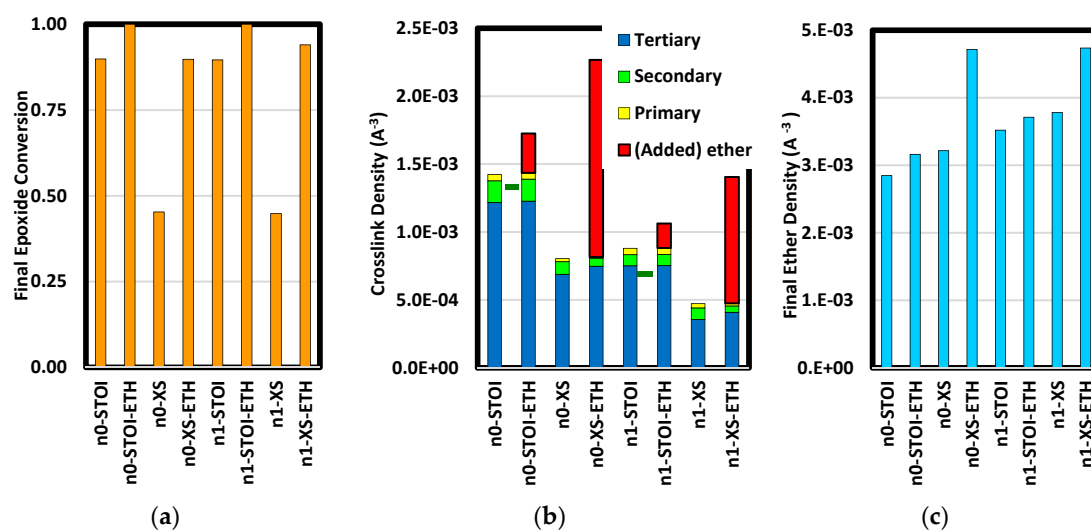 Final Epoxide Conversion
1.00
0.75
0.50
0.25
0.00
n0-STOI
n0-STOI-ETH
n0-XS
n0-XS-ETH
n1-STOI
n1-STOI-ETH
n1-XS
n1-XS-ETH
(a)
Crosslink Density (A⁻³)
2.5E-03
2.0E-03
1.5E-03
1.0E-03
5.0E-04
0.0E+00
Tertiary
Secondary
Primary
(Added) ether
n0-STOI
n0-STOI-ETH
n0-XS
n0-XS-ETH
n1-STOI
n1-STOI-ETH
n1-XS
n1-XS-ETH
(b)
Final Ether Density (A ⁻³)
5.E-03
4.E-03
3.E-03
2.E-03
1.E-03
0.E+00
n0-STOI
n0-STOI-ETH
n0-XS
n0-XS-ETH
n1-STOI
n1-STOI-ETH
n1-XS
n1-XS-ETH
(c)